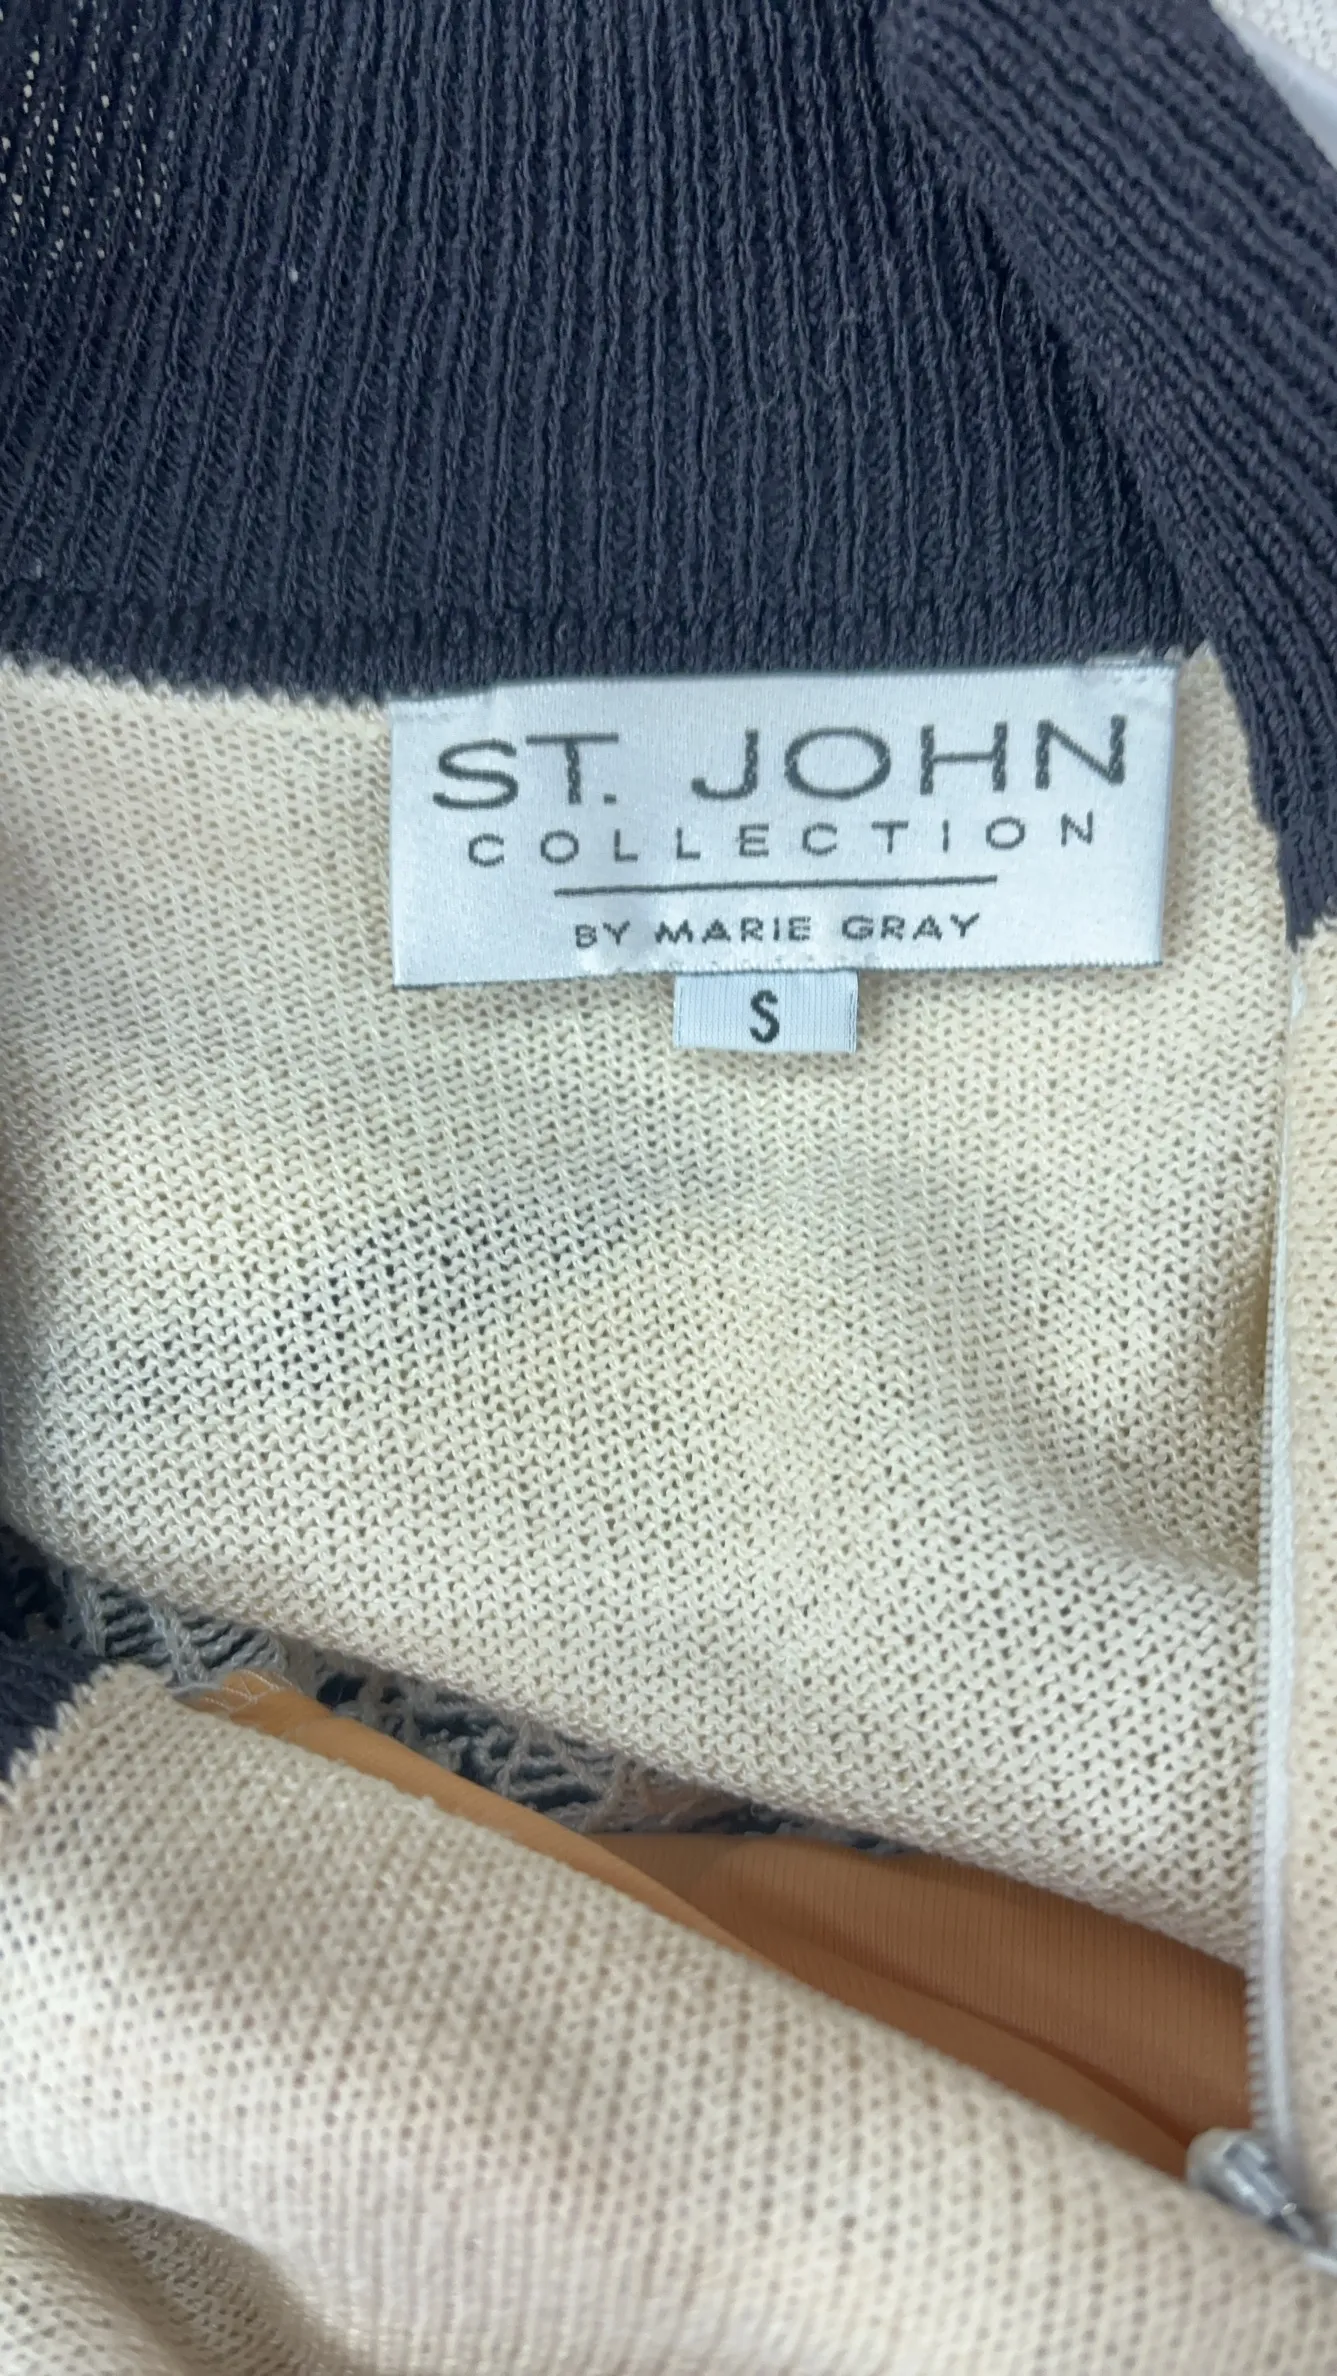 ST. JOHN
COLLECTION
BY MARIE GRAY
S